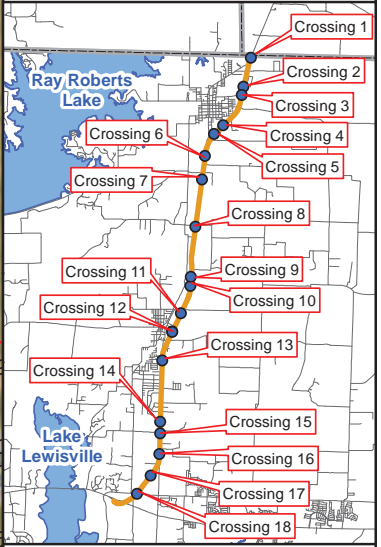 Crossing 1
Crossing 2
Ray Roberts
Lake
Crossing 3
Crossing 6
Crossing 4
Crossing 5
Crossing 7
Crossing 8
Crossing 11
Crossing 9
Crossing 10
Crossing 12
Crossing 13
Crossing 14
Crossing 15
Lake
Lewisville
Crossing 16
Crossing 17
Crossing 18